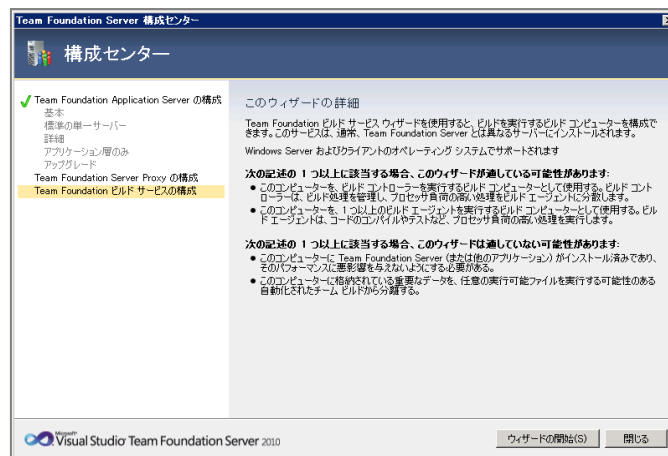 Team Foundation Server 構成センター
構成センター
Team Foundation Application Server の構成
基本
標準の単一サーバー
詳細
アプリケーション層のみ
アップグレード
Team Foundation Server Proxy の構成
Team Foundation ビルド サービスの構成
このウィザードの詳細
Team Foundation ビルド サービス ウィザードを使用すると、ビルドを実行するビルド コンピューターを構成で
きます。このサービスは、通常、Team Foundation Server とは異なるサーバーにインストールされます。
Windows Server およびクライアントのオペレーティング システムでサポートされます
次の記述の 1 つ以上に該当する場合、このウィザードが適している可能性があります:
● このコンピューターを、ビルド コントローラーを実行するビルド コンピューターとして使用する。ビルド コント
ローラーは、ビルド処理を管理し、プロセッサ負荷の高い処理をビルド エージェントに分散します。
● このコンピューターを、1 つ以上のビルド エージェントを実行するビルド コンピューターとして使用する。ビル
ド エージェントは、コードのコンパイルやテストなど、プロセッサ負荷の高い処理を実行します。
次の記述の 1 つ以上に該当する場合、このウィザードは適していない可能性があります:
● このコンピューターに Team Foundation Server (または他のアプリケーション) がインストール済みであり、
そのパフォーマンスに悪影響を与えないようにする必要がある。
● このコンピューターに格納されている重要なデータを、任意の実行可能ファイルを実行する可能性のある
自動化されたチーム ビルドから分離する。
Microsoft
Visual Studio Team Foundation Server 2010
ウィザードの開始(S)
閉じる